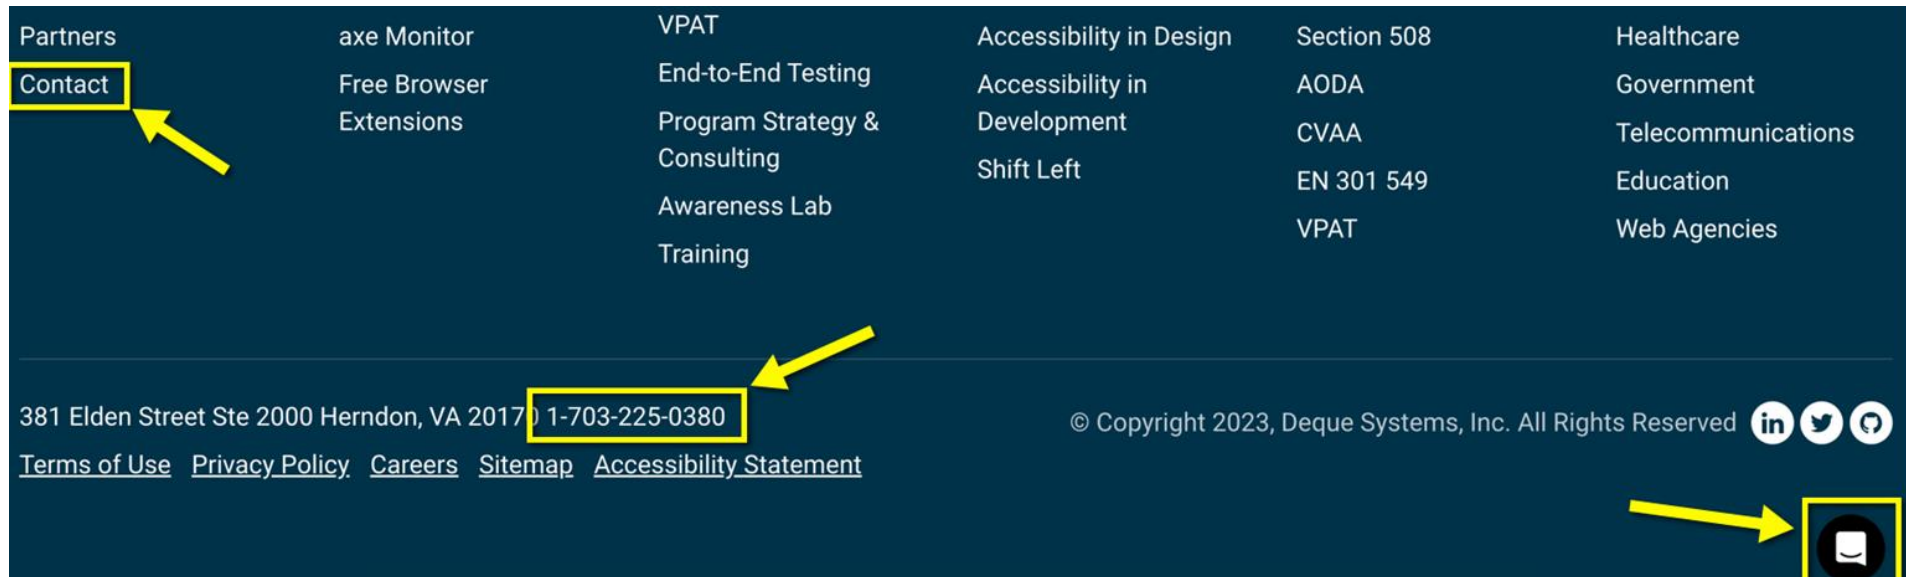 Partners
Contact
axe Monitor
Free Browser
Extensions
VPAT
End-to-End Testing
Program Strategy &
Consulting
Awareness Lab
Training
Accessibility in Design
Accessibility in
Development
Shift Left
Section 508
AODA
CVAA
EN 301 549
VPAT
Healthcare
Government
Telecommunications
Education
Web Agencies
381 Elden Street Ste 2000 Herndon, VA 20170 1-703-225-0380
© Copyright 2023, Deque Systems, Inc. All Rights Reserved in
Terms of Use Privacy Policy Careers Sitemap Accessibility Statement